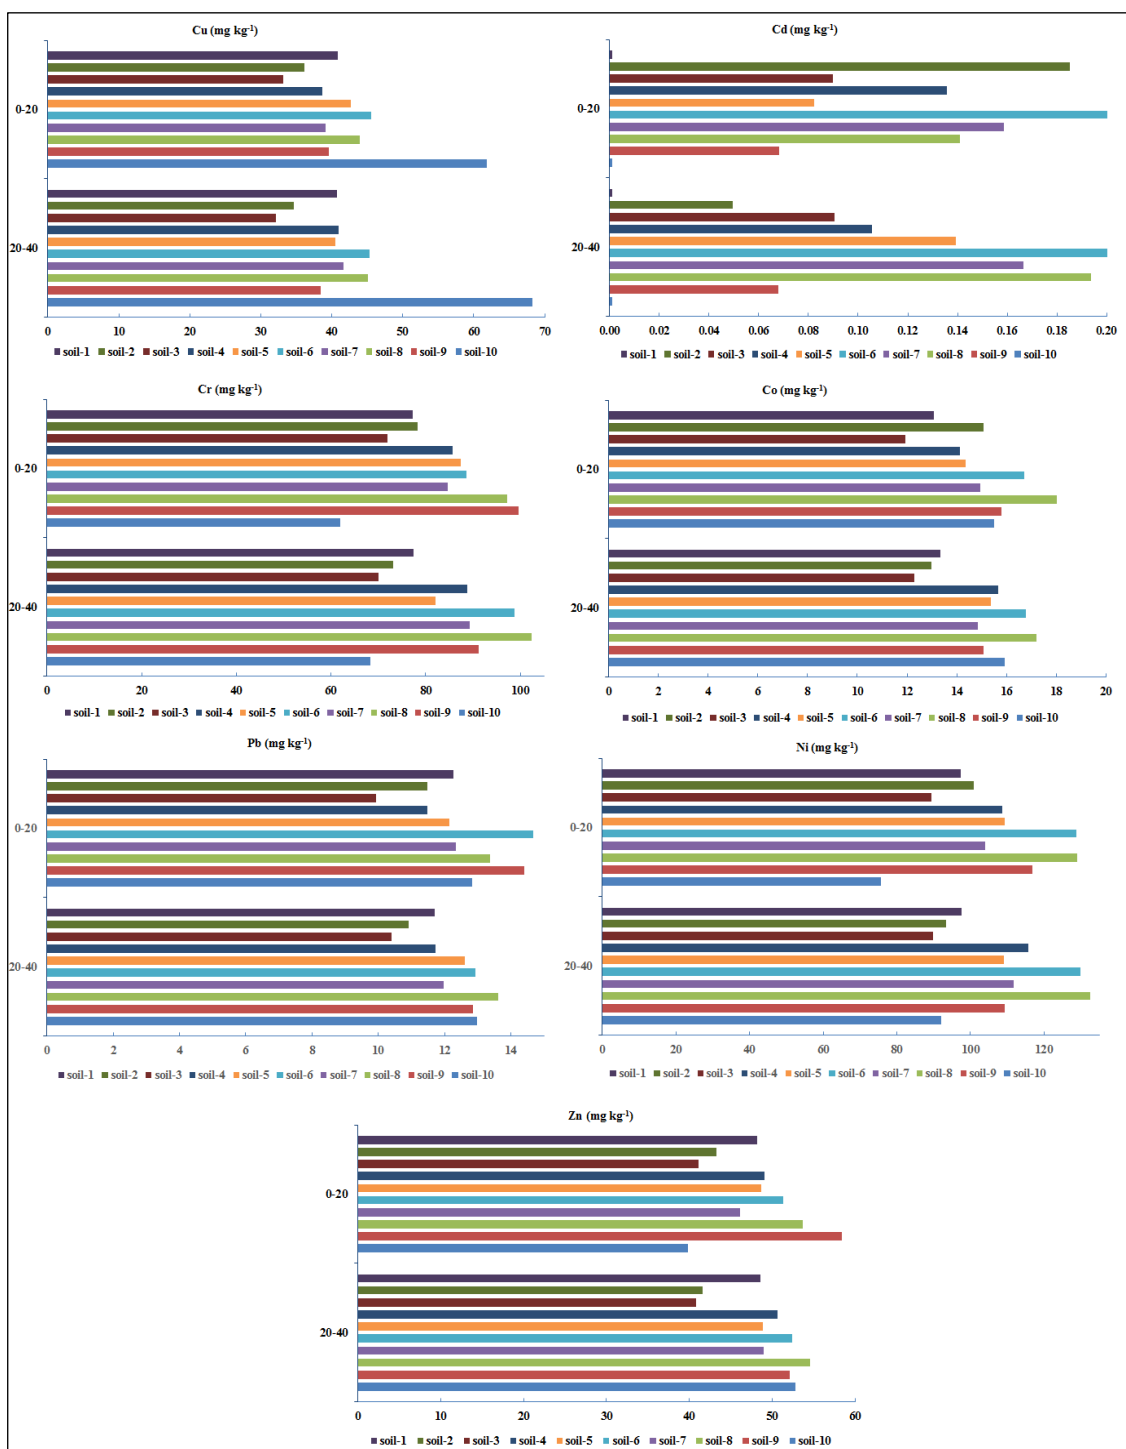 Cu (mg kg⁻¹)
0-20
20-40
0 10 20 30 40 50 60 70
soil-1 soil-2 soil-3 soil-4 soil-5 soil-6 soil-7 soil-8 soil-9 soil-10
Cd (mg kg⁻¹)
0-20
20-40
0.00 0.02 0.04 0.06 0.08 0.10 0.12 0.14 0.16 0.18 0.20
soil-1 soil-2 soil-3 soil-4 soil-5 soil-6 soil-7 soil-8 soil-9 soil-10
Cr (mg kg⁻¹)
0-20
20-40
0 20 40 60 80 100
soil-1 soil-2 soil-3 soil-4 soil-5 soil-6 soil-7 soil-8 soil-9 soil-10
Co (mg kg⁻¹)
0-20
20-40
0 2 4 6 8 10 12 14 16 18 20
soil-1 soil-2 soil-3 soil-4 soil-5 soil-6 soil-7 soil-8 soil-9 soil-10
Pb (mg kg⁻¹)
0-20
20-40
0 2 4 6 8 10 12 14
soil-1 soil-2 soil-3 soil-4 soil-5 soil-6 soil-7 soil-8 soil-9 soil-10
Ni (mg kg⁻¹)
0-20
20-40
0 20 40 60 80 100 120
soil-1 soil-2 soil-3 soil-4 soil-5 soil-6 soil-7 soil-8 soil-9 soil-10
Zn (mg kg⁻¹)
0-20
20-40
0 10 20 30 40 50 60
soil-1 soil-2 soil-3 soil-4 soil-5 soil-6 soil-7 soil-8 soil-9 soil-10